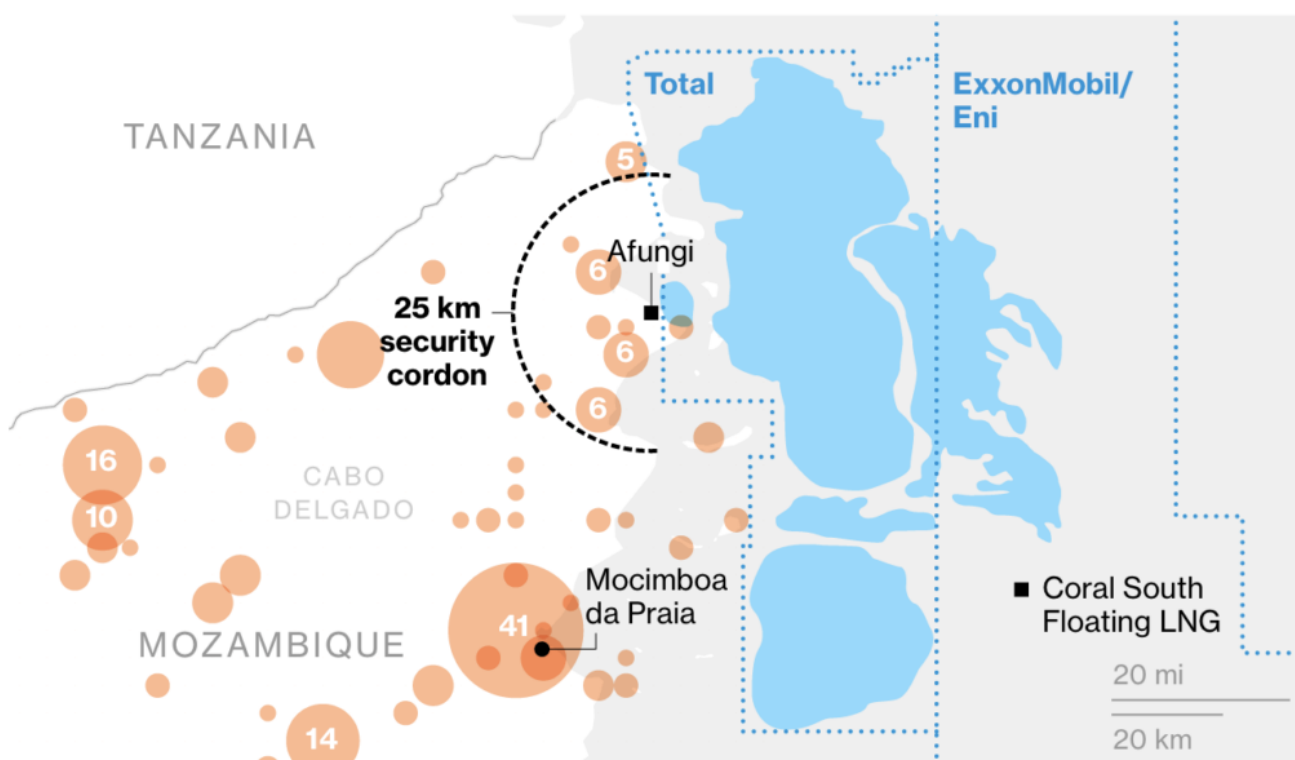 Total
ExxonMobil/
Eni
TANZANIA
5
Afungi
6
25 km
security
cordon
6
6
16
CABO
DELGADO
10
Mocimboa
da Praia
41
MOZAMBIQUE
Coral South
Floating LNG
20 mi
20 km
14